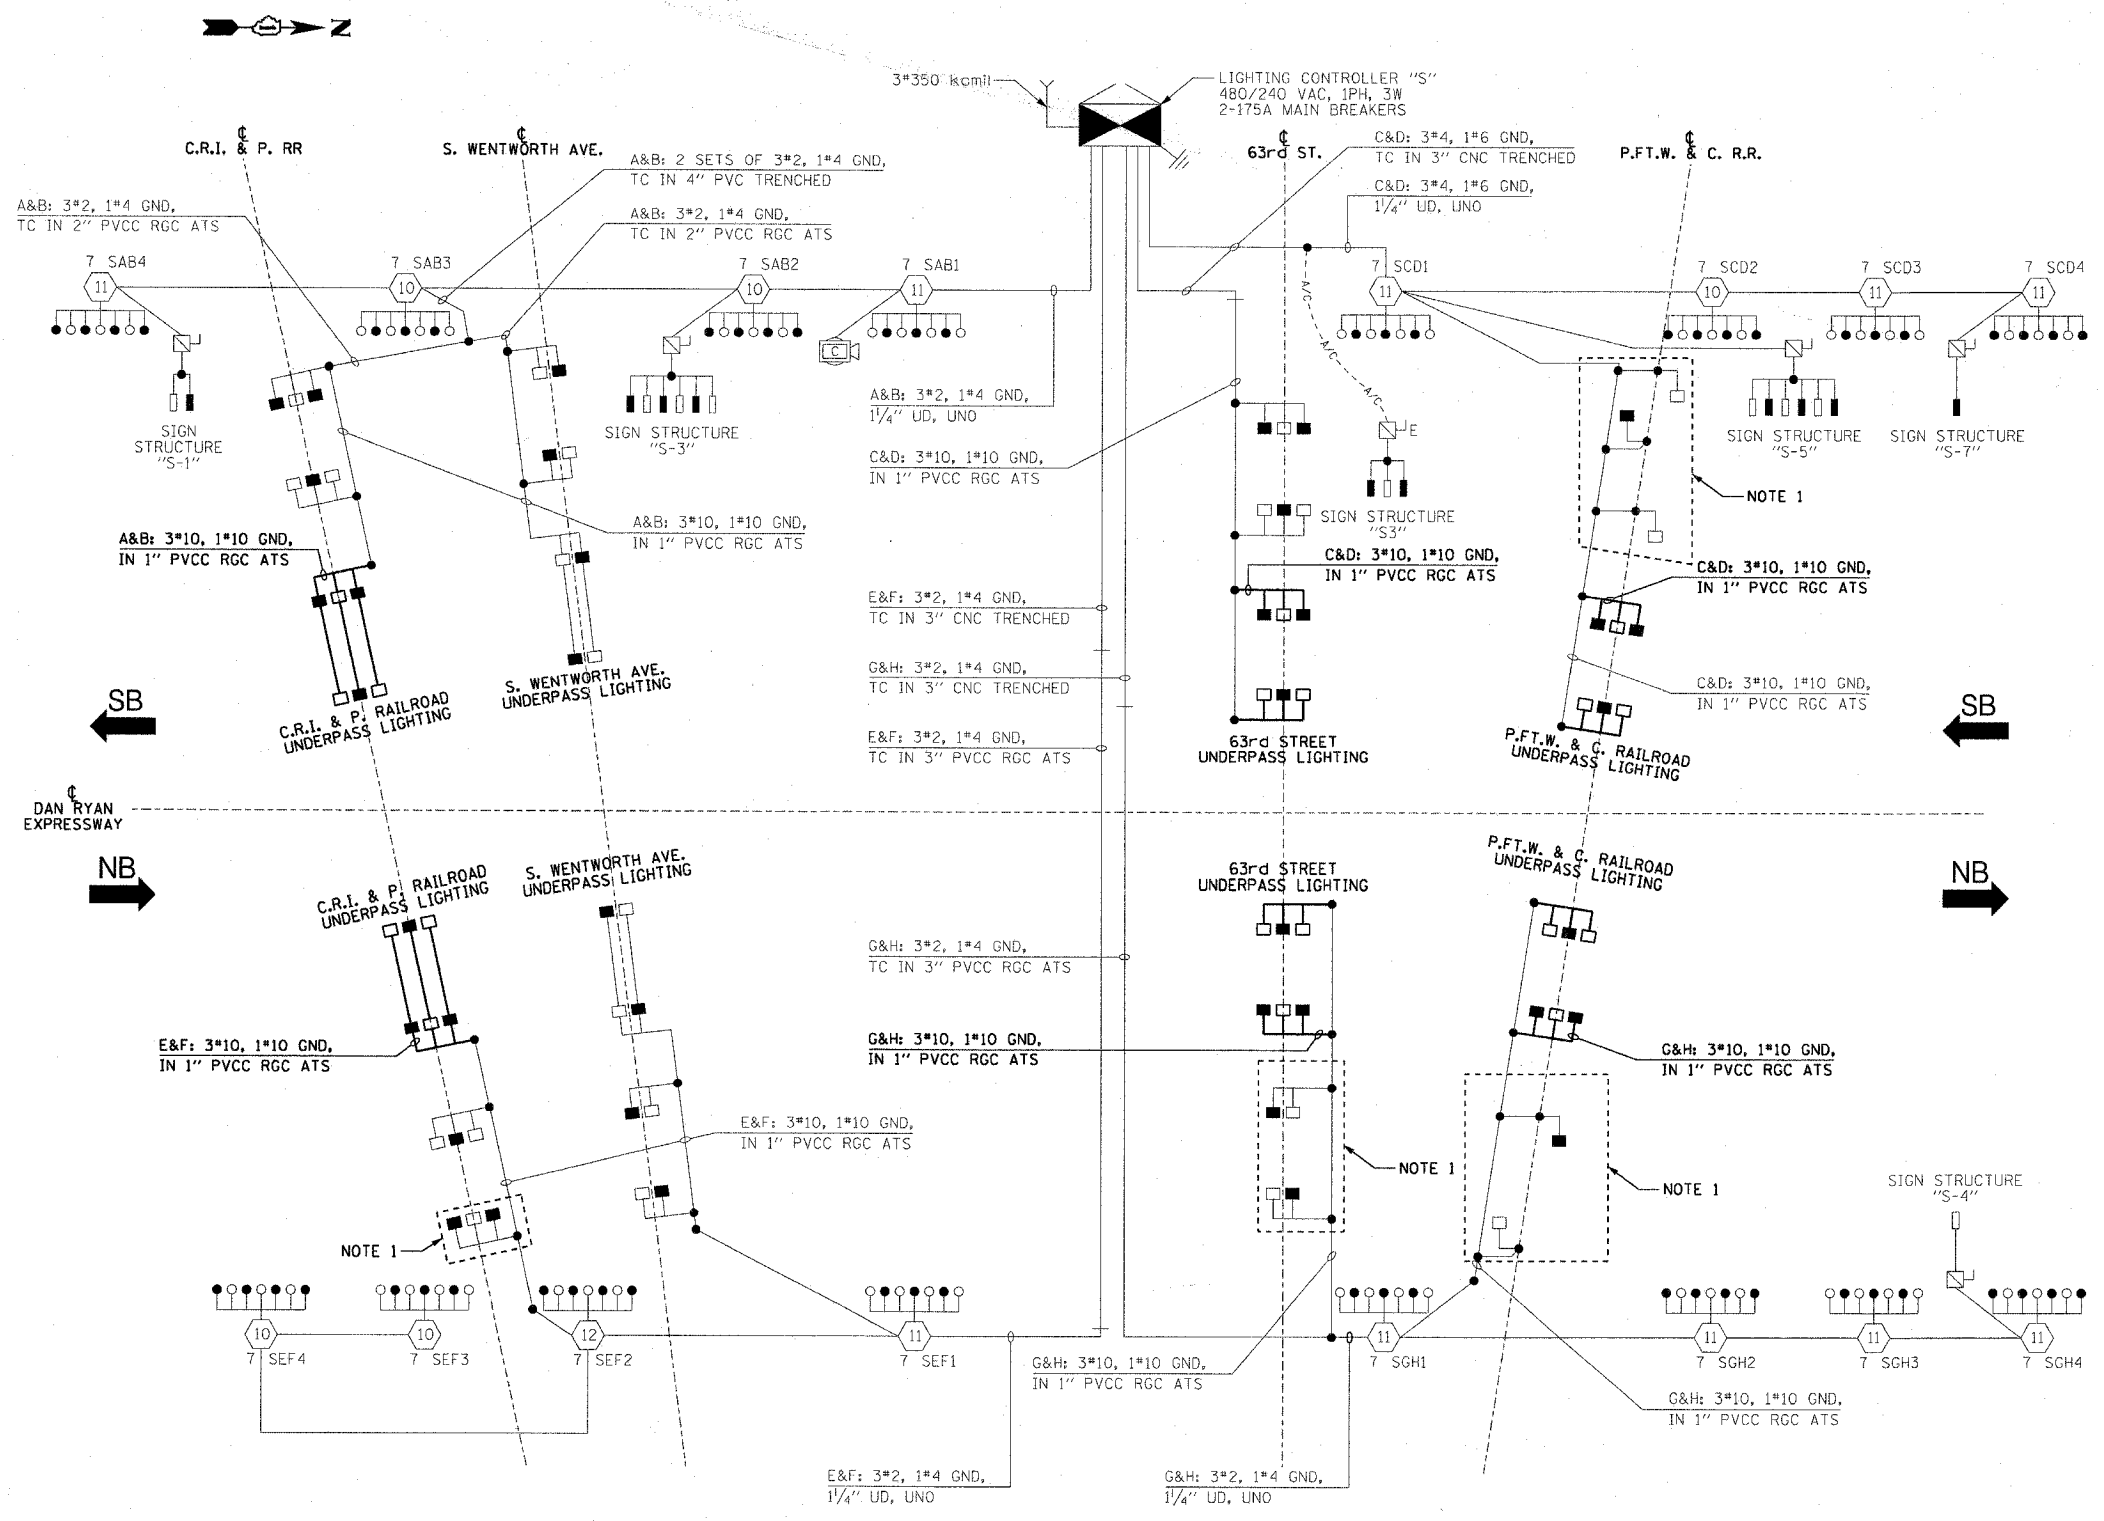 N
3#350 kcmil
LIGHTING CONTROLLER "S"
480/240 VAC, 1PH, 3W
2-175A MAIN BREAKERS
℄
C.R.I. & P. RR
℄
S. WENTWORTH AVE.
℄
63rd ST.
℄
P.FT.W. & C. R.R.
A&B: 2 SETS OF 3#2, 1#4 GND,
TC IN 4" PVC TRENCHED
C&D: 3#4, 1#6 GND,
TC IN 3" CNC TRENCHED
C&D: 3#4, 1#6 GND,
1 1/4" UD, UNO
A&B: 3#2, 1#4 GND,
TC IN 2" PVCC RGC ATS
A&B: 3#2, 1#4 GND,
TC IN 2" PVCC RGC ATS
7 SAB4
11
7 SAB3
10
7 SAB2
10
7 SAB1
11
7 SCD1
11
7 SCD2
10
7 SCD3
11
7 SCD4
11
C
A/C
A/C
A/C
E
SIGN
STRUCTURE
"S-1"
SIGN STRUCTURE
"S-3"
A&B: 3#2, 1#4 GND,
1 1/4" UD, UNO
C&D: 3#10, 1#10 GND,
IN 1" PVCC RGC ATS
SIGN STRUCTURE
"S3"
SIGN STRUCTURE
"S-5"
SIGN STRUCTURE
"S-7"
NOTE 1
A&B: 3#10, 1#10 GND,
IN 1" PVCC RGC ATS
A&B: 3#10, 1#10 GND,
IN 1" PVCC RGC ATS
C&D: 3#10, 1#10 GND,
IN 1" PVCC RGC ATS
C&D: 3#10, 1#10 GND,
IN 1" PVCC RGC ATS
E&F: 3#2, 1#4 GND,
TC IN 3" CNC TRENCHED
G&H: 3#2, 1#4 GND,
TC IN 3" CNC TRENCHED
C&D: 3#10, 1#10 GND,
IN 1" PVCC RGC ATS
E&F: 3#2, 1#4 GND,
TC IN 3" PVCC RGC ATS
SB
C.R.I. & P. RAILROAD
UNDERPASS LIGHTING
S. WENTWORTH AVE.
UNDERPASS LIGHTING
63rd STREET
UNDERPASS LIGHTING
P.FT.W. & C. RAILROAD
UNDERPASS LIGHTING
SB
℄
DAN RYAN
EXPRESSWAY
NB
C.R.I. & P. RAILROAD
UNDERPASS LIGHTING
S. WENTWORTH AVE.
UNDERPASS LIGHTING
63rd STREET
UNDERPASS LIGHTING
P.FT.W. & C. RAILROAD
UNDERPASS LIGHTING
NB
G&H: 3#2, 1#4 GND,
TC IN 3" PVCC RGC ATS
E&F: 3#10, 1#10 GND,
IN 1" PVCC RGC ATS
G&H: 3#10, 1#10 GND,
IN 1" PVCC RGC ATS
G&H: 3#10, 1#10 GND,
IN 1" PVCC RGC ATS
E&F: 3#10, 1#10 GND,
IN 1" PVCC RGC ATS
NOTE 1
NOTE 1
NOTE 1
SIGN STRUCTURE
"S-4"
10
7 SEF4
10
7 SEF3
12
7 SEF2
11
7 SEF1
11
7 SGH1
11
7 SGH2
11
7 SGH3
11
7 SGH4
G&H: 3#10, 1#10 GND,
IN 1" PVCC RGC ATS
G&H: 3#10, 1#10 GND,
IN 1" PVCC RGC ATS
E&F: 3#2, 1#4 GND,
1 1/4" UD, UNO
G&H: 3#2, 1#4 GND,
1 1/4" UD, UNO